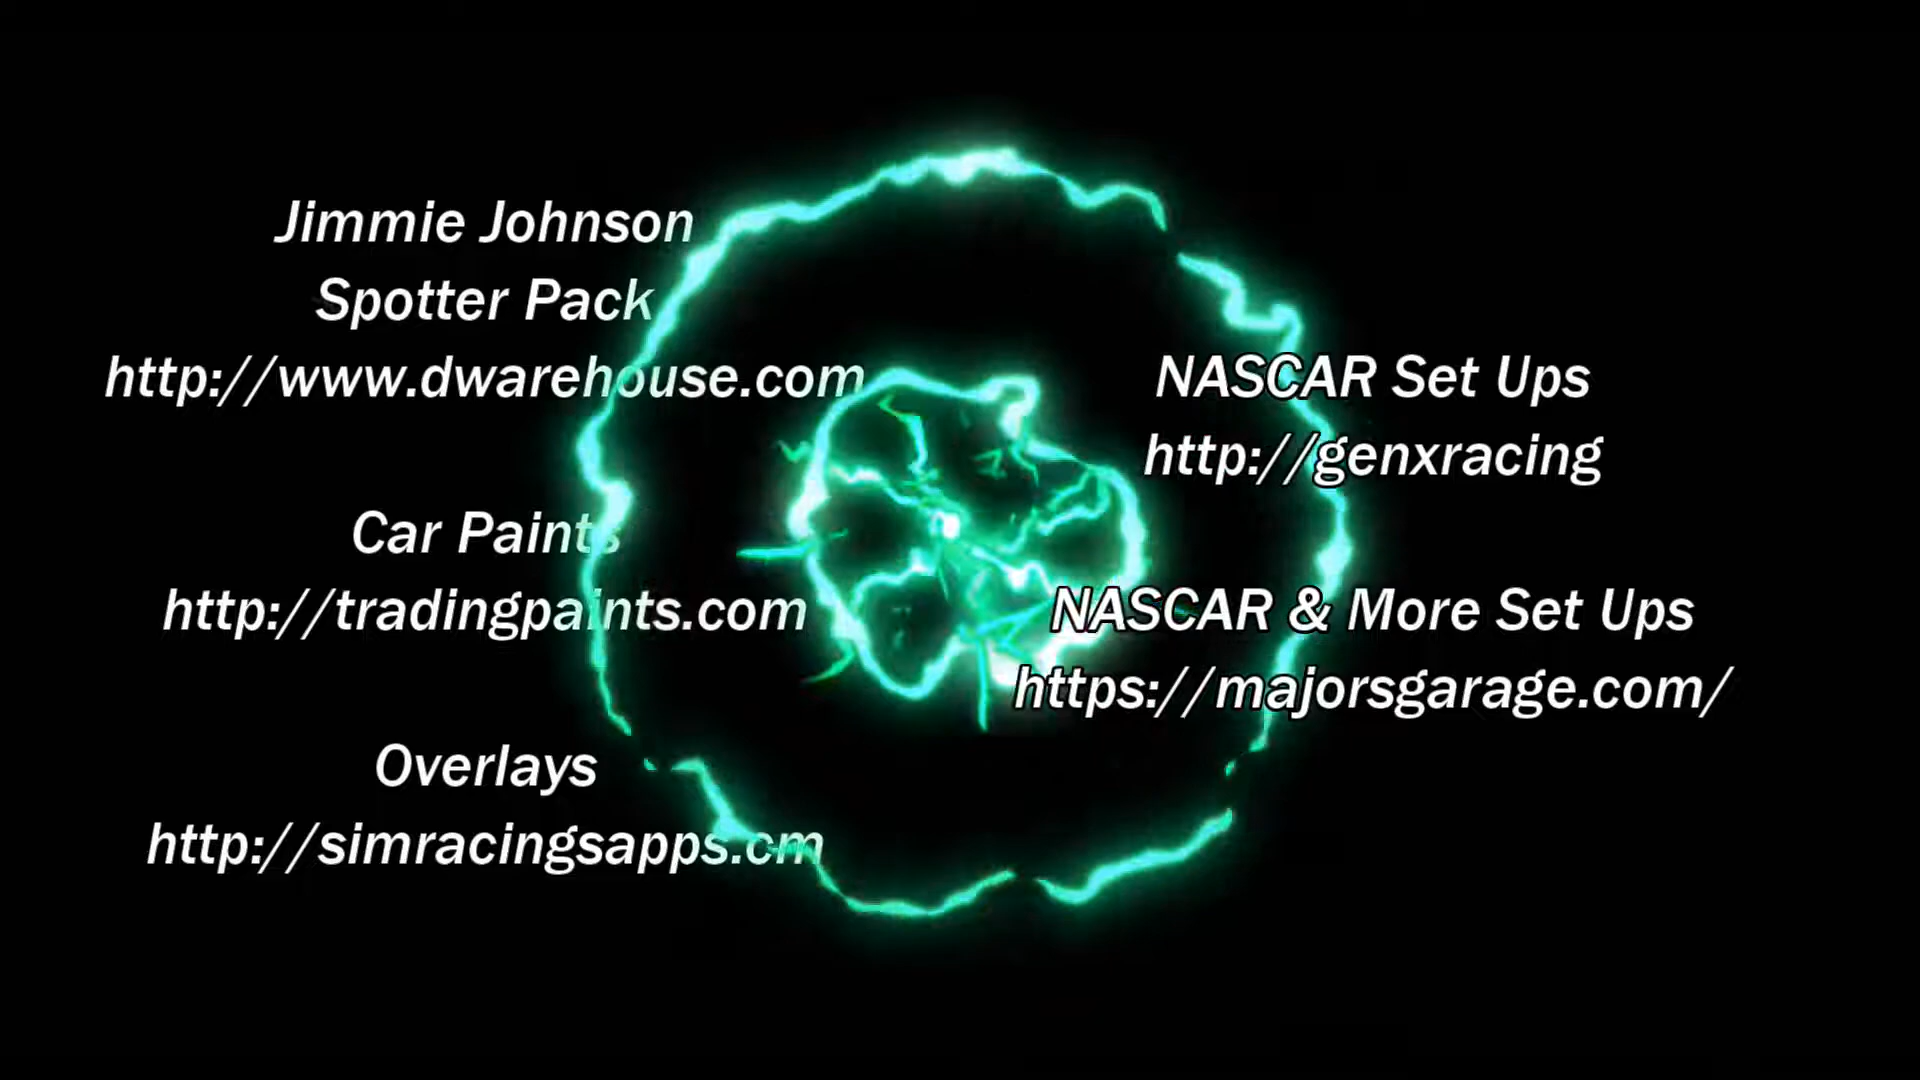 Jimmie Johnson
Spotter Pack
http://www.dwarehouse.com
Car Paints
http://tradingpaints.com
Overlays
http://simracingsapps.cm
NASCAR Set Ups
http://genxracing
NASCAR & More Set Ups
https://majorsgarage.com/